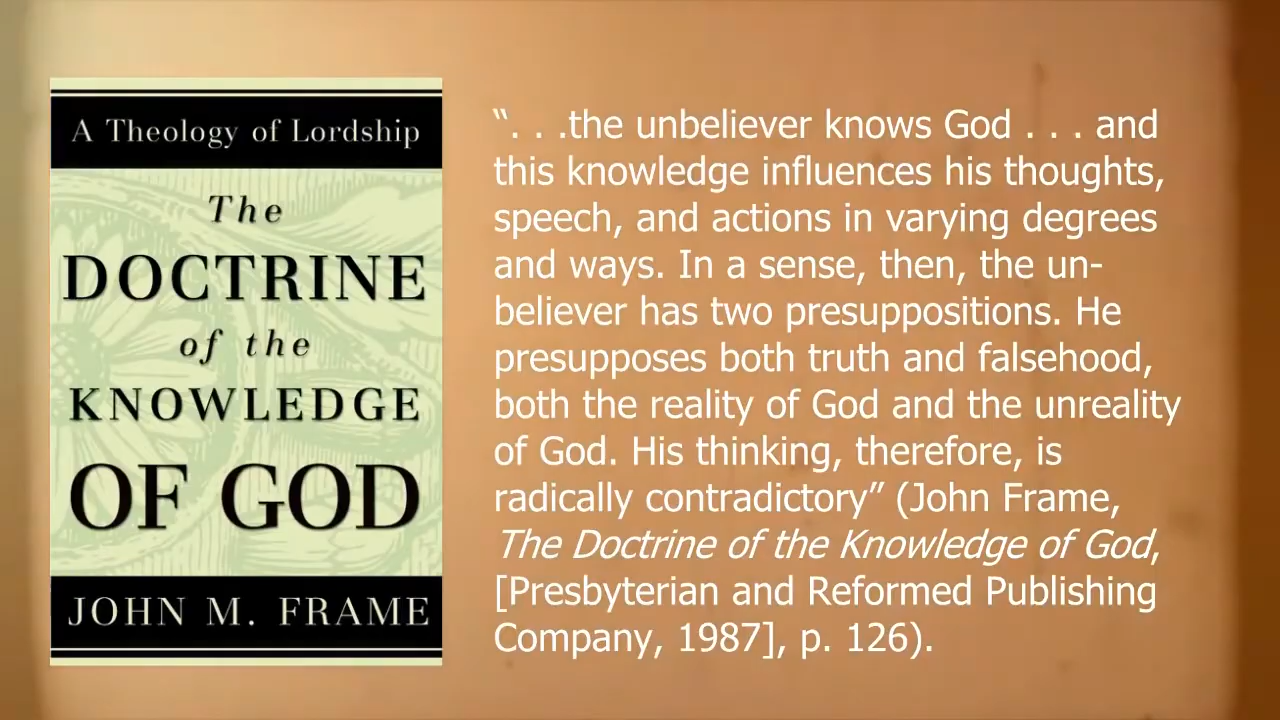 A Theology of Lordship
The
DOCTRINE
of the
KNOWLEDGE
OF GOD
JOHN M. FRAME
“. . .the unbeliever knows God . . . and
this knowledge influences his thoughts,
speech, and actions in varying degrees
and ways. In a sense, then, the un-
believer has two presuppositions. He
presupposes both truth and falsehood,
both the reality of God and the unreality
of God. His thinking, therefore, is
radically contradictory” (John Frame,
The Doctrine of the Knowledge of God,
[Presbyterian and Reformed Publishing
Company, 1987], p. 126).